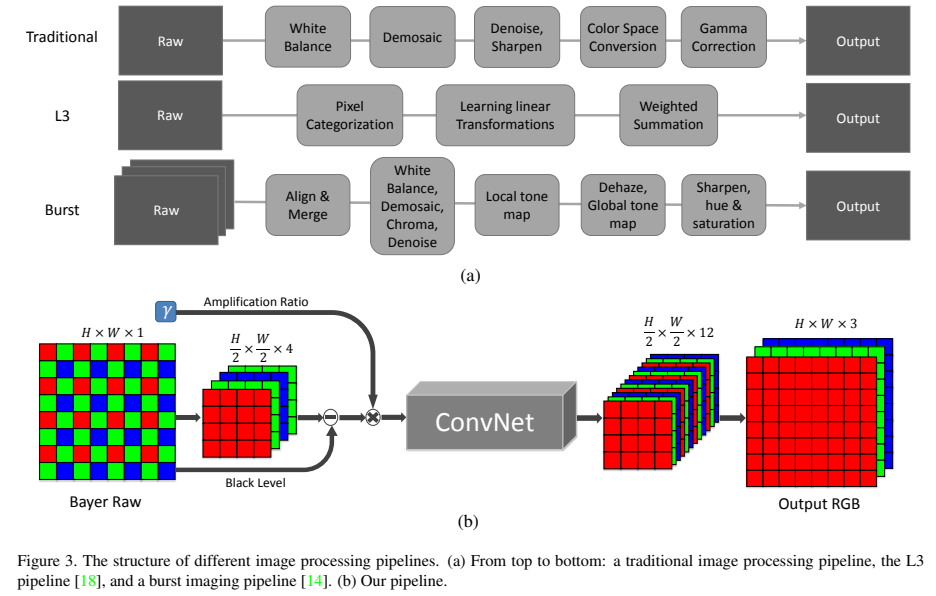 Traditional
Raw
White
Balance
Demosaic
Denoise,
Sharpen
Color Space
Conversion
Gamma
Correction
Output
L3
Raw
Pixel
Categorization
Learning linear
Transformations
Weighted
Summation
Output
Burst
Raw
Align &
Merge
White
Balance,
Demosaic,
Chroma,
Denoise
Local tone
map
Dehaze,
Global tone
map
Sharpen,
hue &
saturation
Output
(a)
γ
Amplification Ratio
H × W × 1
H/2 × W/2 × 4
Black Level
Bayer Raw
ConvNet
H/2 × W/2 × 12
H × W × 3
Output RGB
(b)
Figure 3. The structure of different image processing pipelines. (a) From top to bottom: a traditional image processing pipeline, the L3
pipeline [18], and a burst imaging pipeline [14]. (b) Our pipeline.